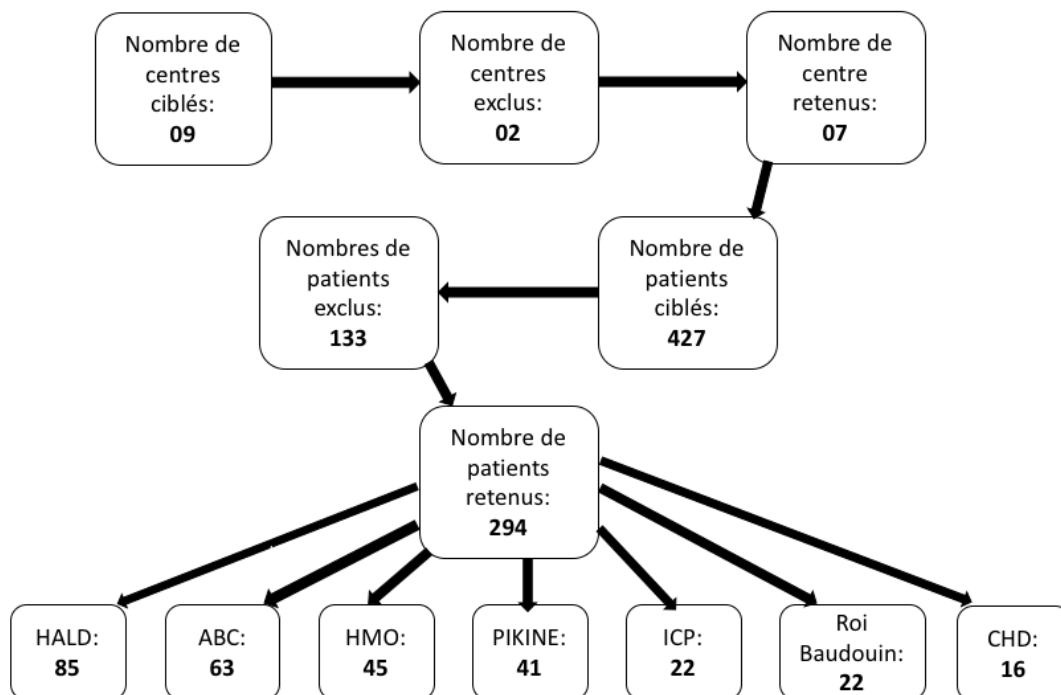 Nombre de
centres
ciblés:
09
Nombre de
centres
exclus:
02
Nombre de
centre
retenus:
07
Nombres de
patients
exclus:
133
Nombre de
patients
ciblés:
427
Nombre de
patients
retenus:
294
HALD:
85
ABC:
63
HMO:
45
PIKINE:
41
ICP:
22
Roi
Baudouin:
22
CHD:
16